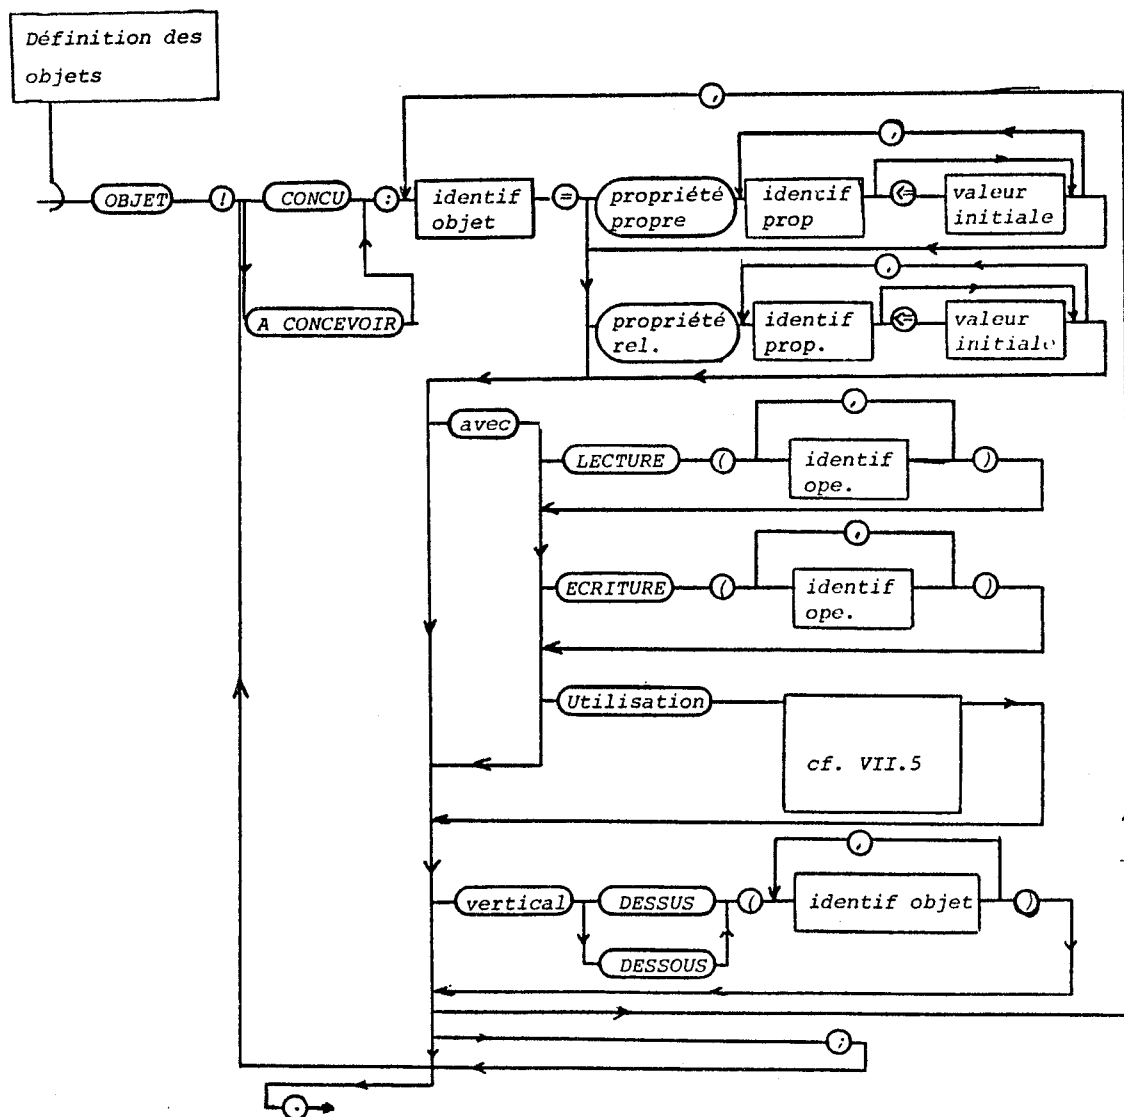 Définition des
objets
,
,
OBJET ! CONCU : identif
objet = propriété
propre identif
prop <= valeur
initiale
A CONCEVOIR
,
propriété
rel. identif
prop. <= valeur
initiale
,
avec
LECTURE ( identif
ope. )
,
ECRITURE ( identif
ope. )
Utilisation
cf. VII.5
,
vertical DESSUS ( identif objet )
DESSOUS
;
.